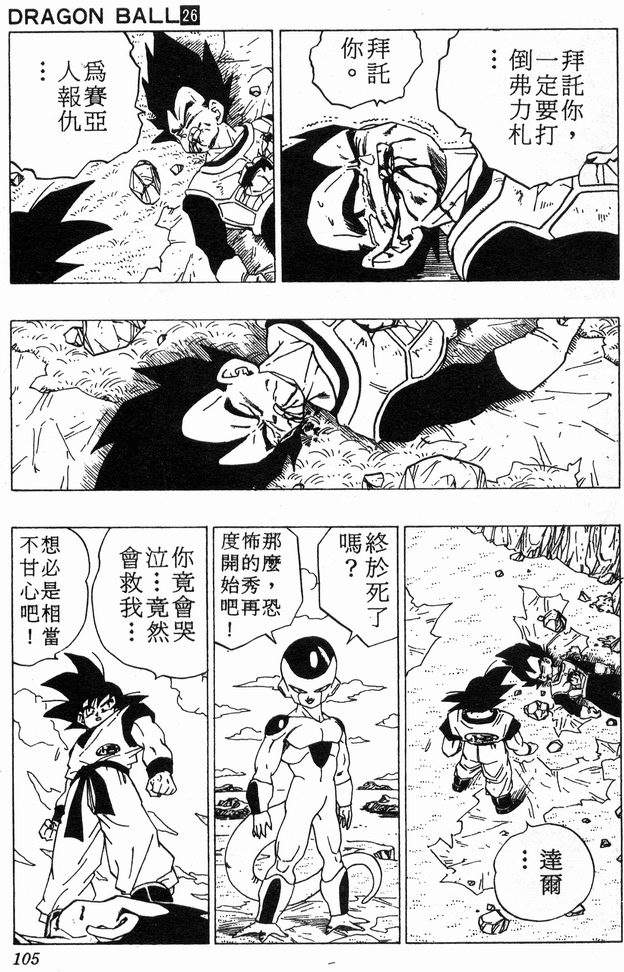 DRAGON BALL 26
拜託你，
一定要打
倒弗力札
…
拜託
你。
為賽亞
人報仇
…
達爾
…
終於死了
嗎？
那麼，恐
怖的秀再
度開始吧！
你竟會哭
泣…竟然
會救我…
想必是相當
不甘心吧！
105